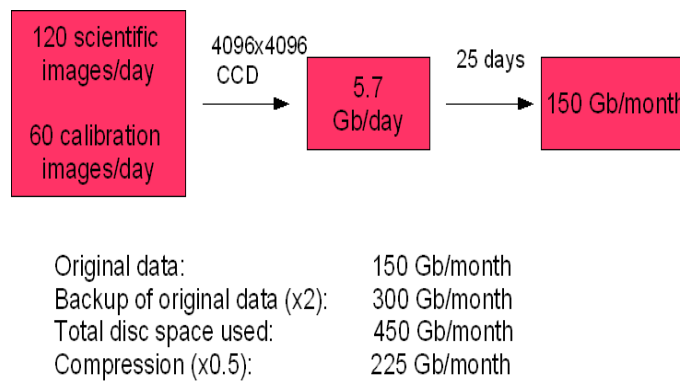 120 scientific
images/day
60 calibration
images/day
4096x4096
CCD
5.7
Gb/day
25 days
150 Gb/month
Original data: 150 Gb/month
Backup of original data (x2): 300 Gb/month
Total disc space used: 450 Gb/month
Compression (x0.5): 225 Gb/month